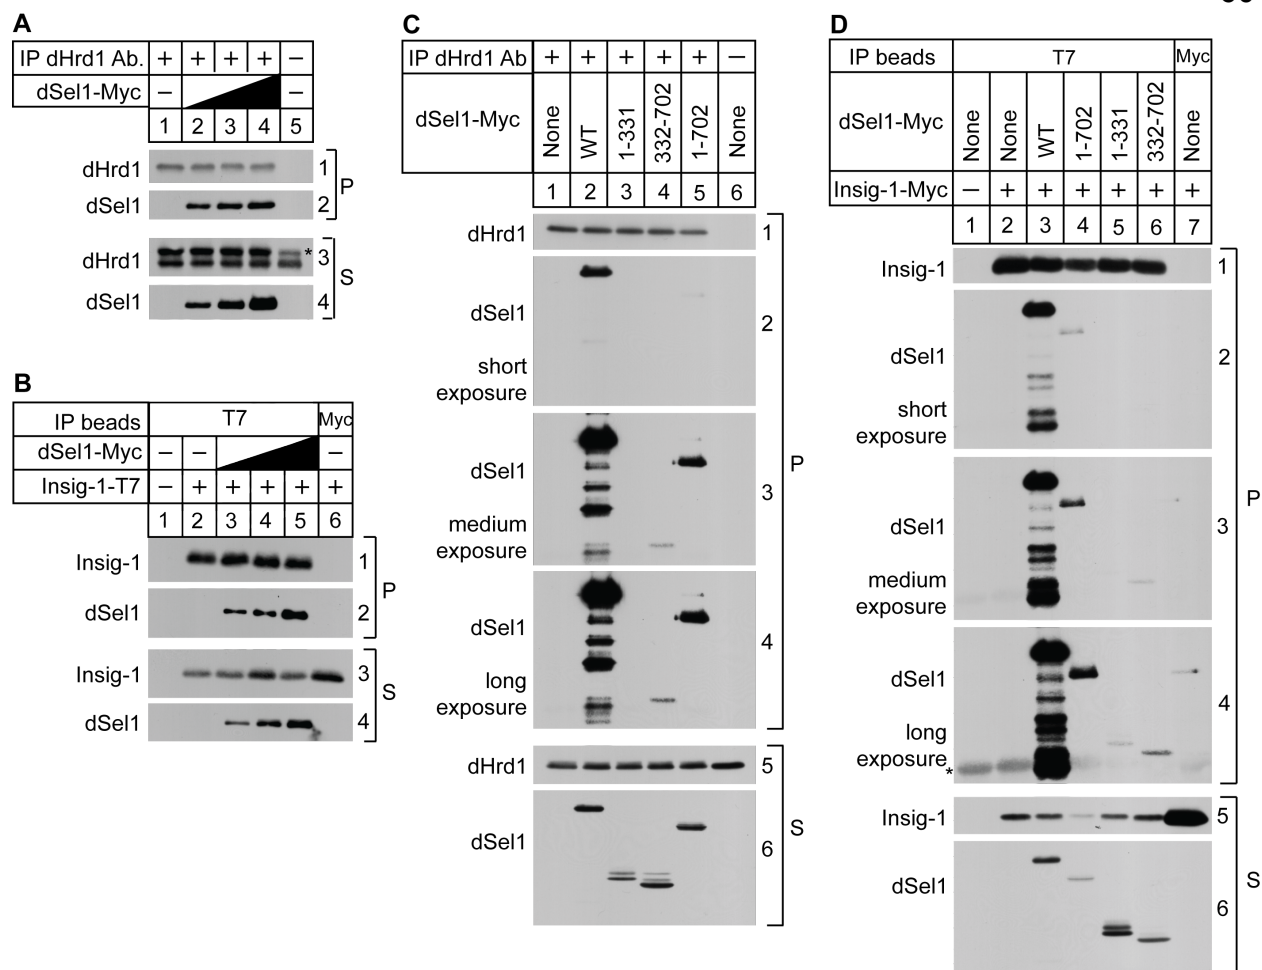 A
IP dHrd1 Ab. + + + + −
dSel1-Myc − −
1 2 3 4 5
dHrd1 1
dSel1 2
P
dHrd1 * 3
dSel1 4
S
B
IP beads T7 Myc
dSel1-Myc − − −
Insig-1-T7 − + + + + +
1 2 3 4 5 6
Insig-1 1
dSel1 2
P
Insig-1 3
dSel1 4
S
C
IP dHrd1 Ab + + + + + −
dSel1-Myc None WT 1-331 332-702 1-702 None
1 2 3 4 5 6
dHrd1 1
dSel1 2
short
exposure
dSel1 3
medium
exposure
P
dSel1 4
long
exposure
dHrd1 5
dSel1 6
S
D
IP beads T7 Myc
dSel1-Myc None None WT 1-702 1-331 332-702 None
Insig-1-Myc − + + + + + +
1 2 3 4 5 6 7
Insig-1 1
dSel1 2
short
exposure
dSel1 3
medium
exposure
P
dSel1 4
long
exposure *
Insig-1 5
dSel1 6
S